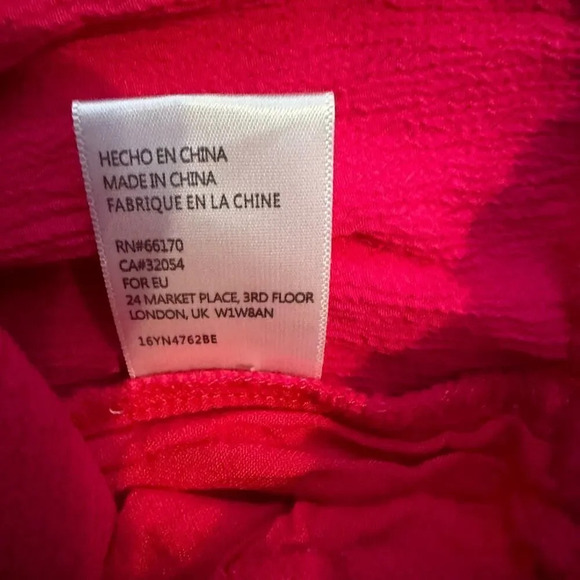 HECHO EN CHINA
MADE IN CHINA
FABRIQUE EN LA CHINE
RN#66170
CA#32054
FOR EU
24 MARKET PLACE, 3RD FLOOR
LONDON, UK W1W8AN
16YN4762BE